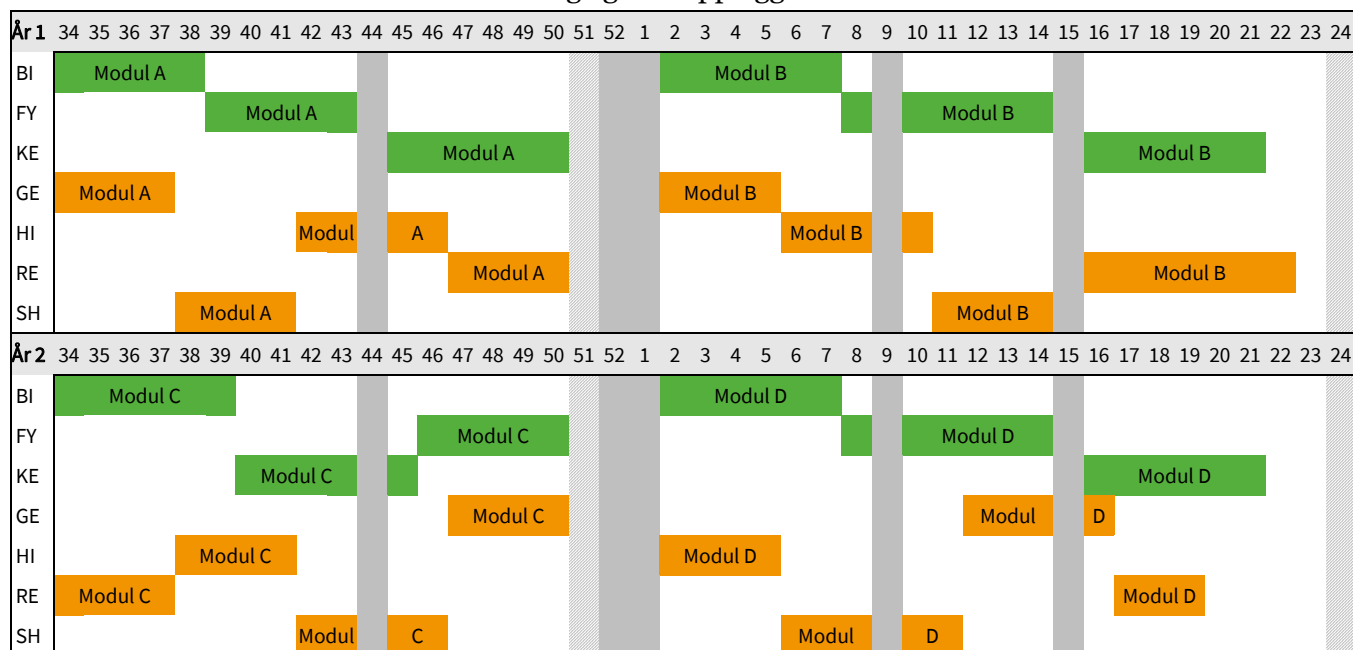 År 1 34 35 36 37 38 39 40 41 42 43 44 45 46 47 48 49 50 51 52 1 2 3 4 5 6 7 8 9 10 11 12 13 14 15 16 17 18 19 20 21 22 23 24
BI Modul A Modul B
FY Modul A Modul B
KE Modul A Modul B
GE Modul A Modul B
HI Modul A Modul B
RE Modul A Modul B
SH Modul A Modul B
År 2 34 35 36 37 38 39 40 41 42 43 44 45 46 47 48 49 50 51 52 1 2 3 4 5 6 7 8 9 10 11 12 13 14 15 16 17 18 19 20 21 22 23 24
BI Modul C Modul D
FY Modul C Modul D
KE Modul C Modul D
GE Modul C Modul D
HI Modul C Modul D
RE Modul C Modul D
SH Modul C Modul D